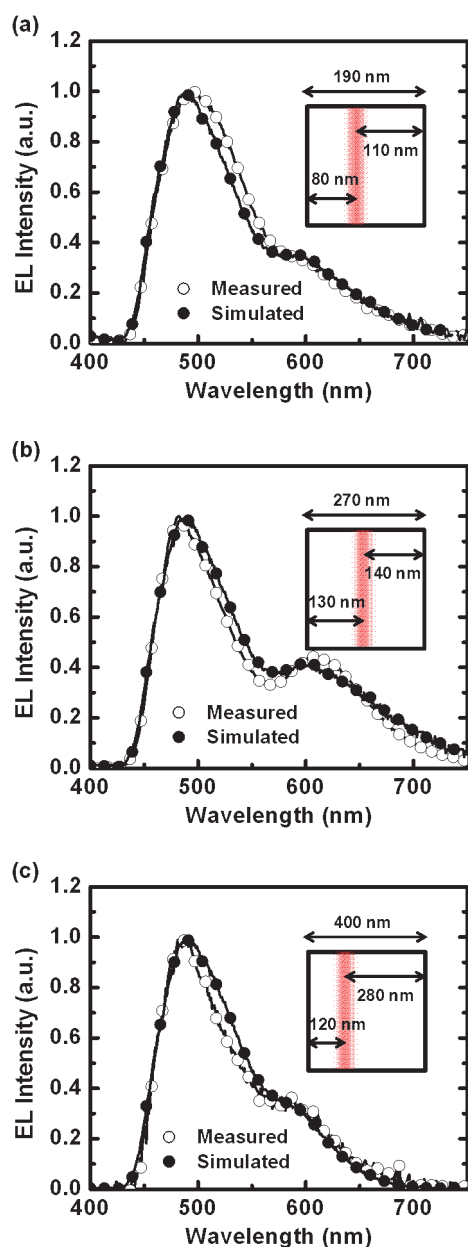 (a)
1.2
1.0
0.8
0.6
0.4
0.2
0.0
EL Intensity (a.u.)
190 nm
110 nm
80 nm
Measured
Simulated
400 500 600 700
Wavelength (nm)
(b)
1.2
1.0
0.8
0.6
0.4
0.2
0.0
EL Intensity (a.u.)
270 nm
140 nm
130 nm
Measured
Simulated
400 500 600 700
Wavelength (nm)
(c)
1.2
1.0
0.8
0.6
0.4
0.2
0.0
EL Intensity (a.u.)
400 nm
280 nm
120 nm
Measured
Simulated
400 500 600 700
Wavelength (nm)